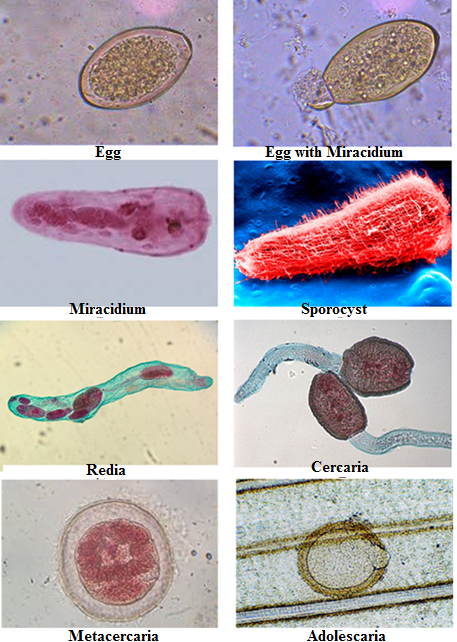 Egg
Egg with Miracidium
Miracidium
Sporocyst
Redia
Cercaria
Metacercaria
Adolescaria